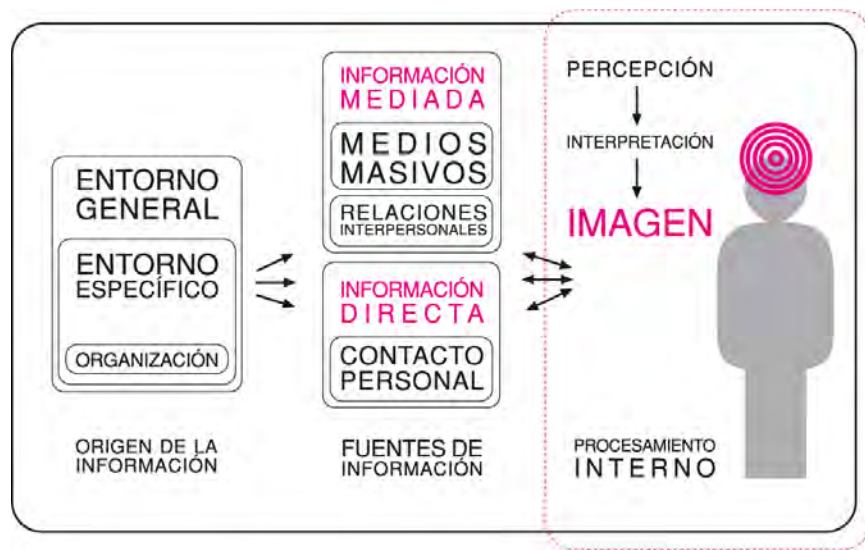 ENTORNO
GENERAL
ENTORNO
ESPECÍFICO
ORGANIZACIÓN
ORIGEN DE LA
INFORMACIÓN
INFORMACIÓN
MEDIADA
MEDIOS
MASIVOS
RELACIONES
INTERPERSONALES
INFORMACIÓN
DIRECTA
CONTACTO
PERSONAL
FUENTES DE
INFORMACIÓN
PERCEPCIÓN
INTERPRETACIÓN
IMAGEN
PROCESAMIENTO
INTERNO